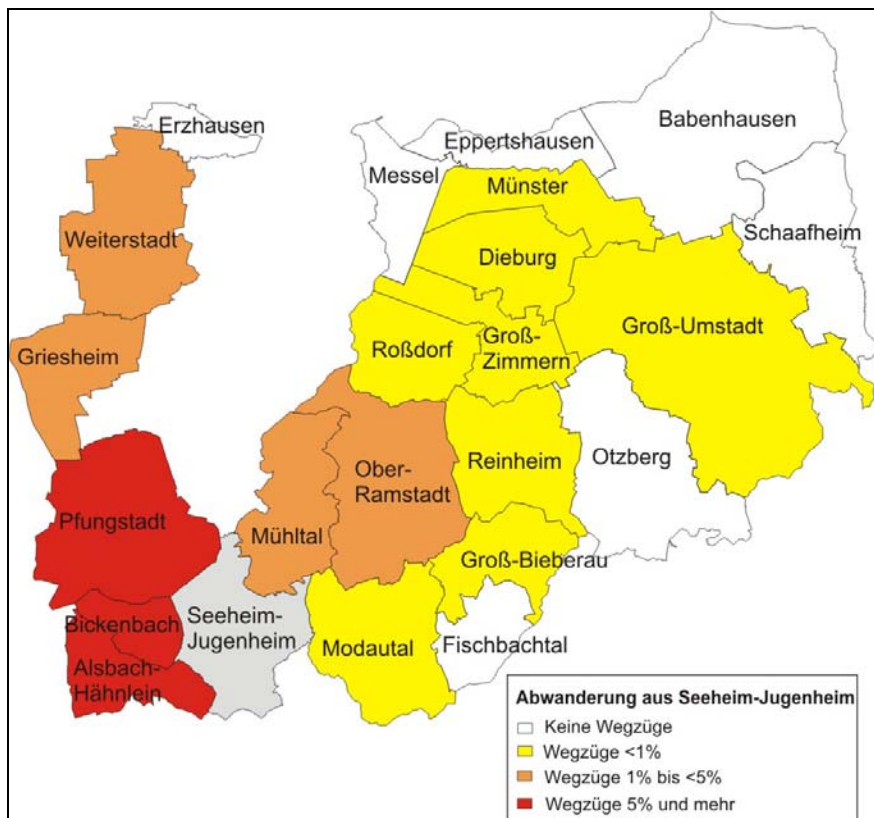 Erzhausen
Babenhausen
Eppertshausen
Messel
Münster
Schaafheim
Weiterstadt
Dieburg
Groß-Umstadt
Griesheim
Roßdorf
Groß-
Zimmern
Reinheim
Otzberg
Ober-
Ramstadt
Pfungstadt
Mühltal
Groß-Bieberau
Seeheim-
Jugenheim
Bickenbach
Modautal
Fischbachtal
Alsbach-
Hähnlein
Abwanderung aus Seeheim-Jugenheim
Keine Wegzüge
Wegzüge <1%
Wegzüge 1% bis <5%
Wegzüge 5% und mehr